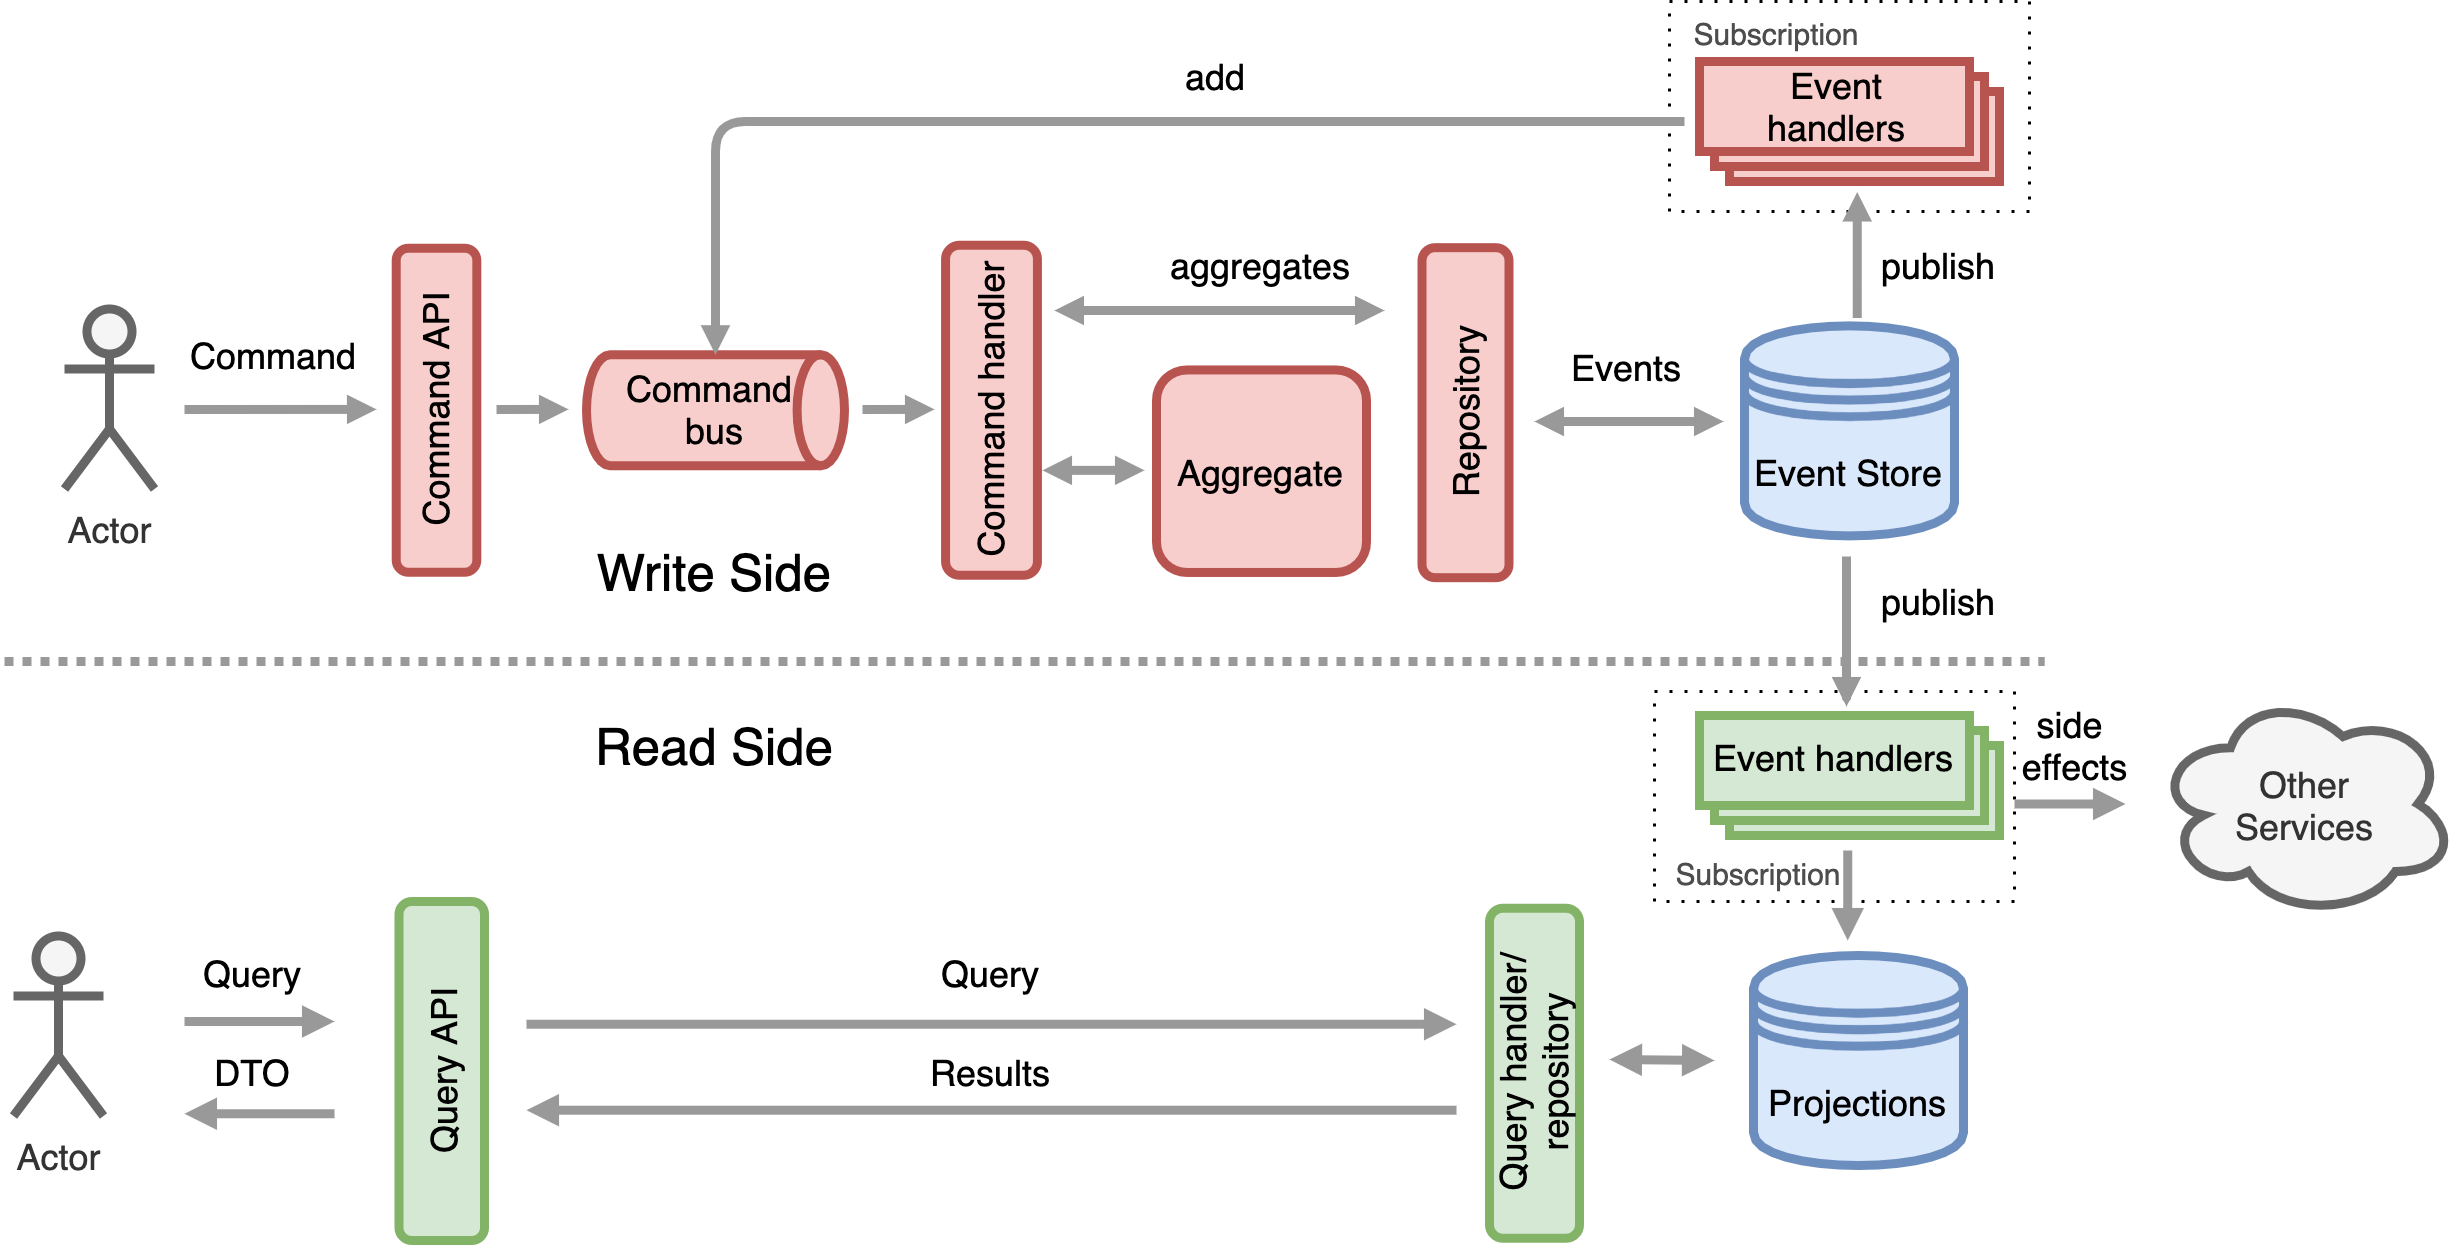 Subscription
Event
handlers
add
publish
Command
Actor
Command API
Command
bus
Command handler
aggregates
Aggregate
Repository
Events
Event Store
Write Side
publish
Read Side
Event handlers
Subscription
side
effects
Other
Services
Actor
Query
DTO
Query API
Query
Results
Query handler/
repository
Projections